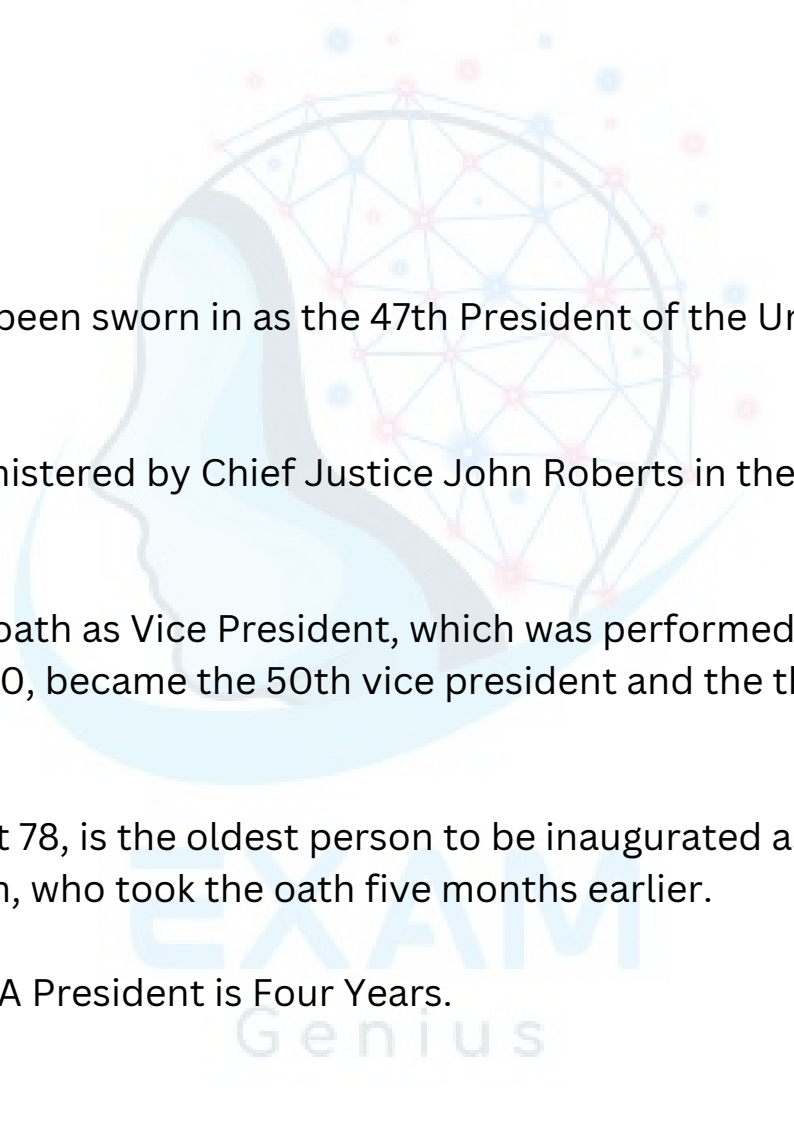 been sworn in as the 47th President of the Un
nistered by Chief Justice John Roberts in the
oath as Vice President, which was performed
0, became the 50th vice president and the th
t 78, is the oldest person to be inaugurated as
n, who took the oath five months earlier.
EXAM
A President is Four Years.
Genius